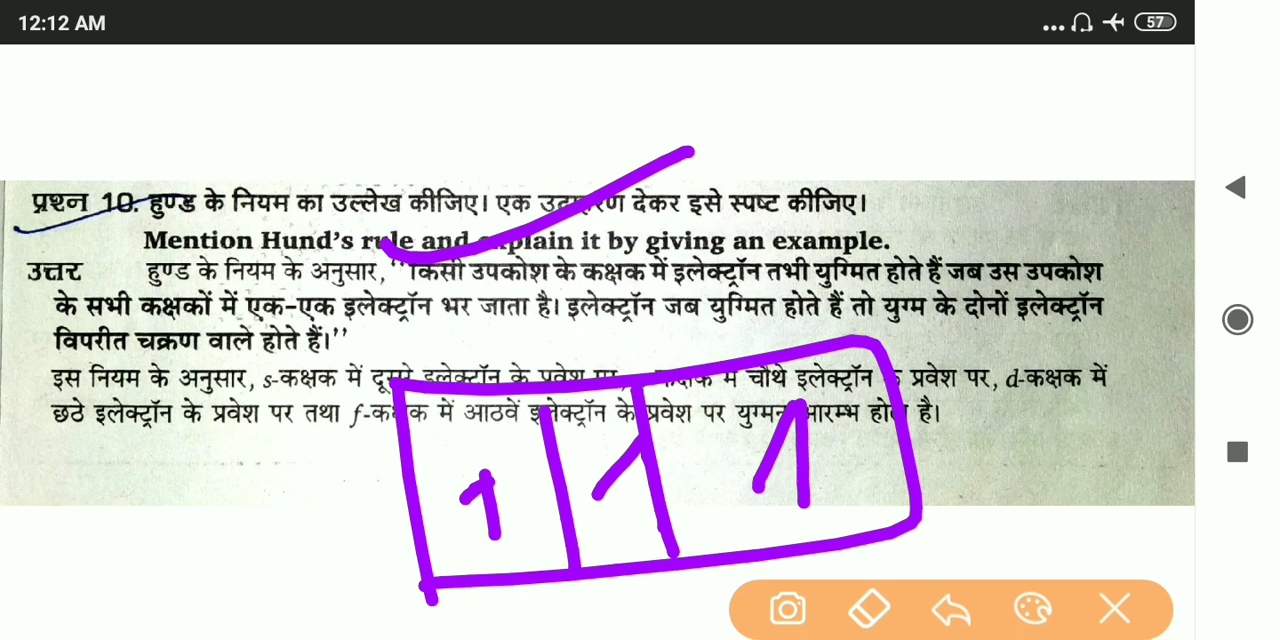 12:12 AM
57
प्रश्न 10. हुण्ड के नियम का उल्लेख कीजिए। एक उदाहरण देकर इसे स्पष्ट कीजिए।
Mention Hund's rule and explain it by giving an example.
उत्तर हुण्ड के नियम के अनुसार, "किसी उपकोश के कक्षक में इलेक्ट्रॉन तभी युग्मित होते हैं जब उस उपकोश
के सभी कक्षकों में एक-एक इलेक्ट्रॉन भर जाता है। इलेक्ट्रॉन जब युग्मित होते हैं तो युग्म के दोनों इलेक्ट्रॉन
विपरीत चक्रण वाले होते हैं।"
इस नियम के अनुसार, s-कक्षक में दूसरे इलेक्ट्रॉन के प्रवेश पर, कक्षक में चौथे इलेक्ट्रॉन के प्रवेश पर, d-कक्षक में
छठे इलेक्ट्रॉन के प्रवेश पर तथा f-कक्षक में आठवें इलेक्ट्रॉन के प्रवेश पर युग्मन आरम्भ होता है।
1 1 1